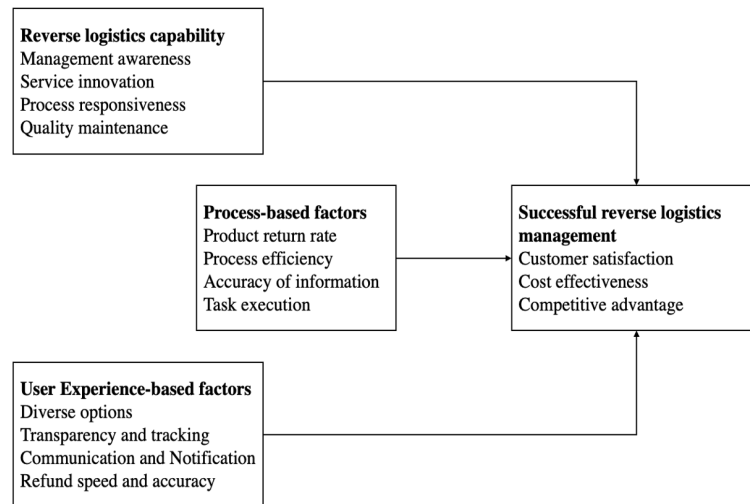 Reverse logistics capability
Management awareness
Service innovation
Process responsiveness
Quality maintenance
Process-based factors
Product return rate
Process efficiency
Accuracy of information
Task execution
Successful reverse logistics
management
Customer satisfaction
Cost effectiveness
Competitive advantage
User Experience-based factors
Diverse options
Transparency and tracking
Communication and Notification
Refund speed and accuracy